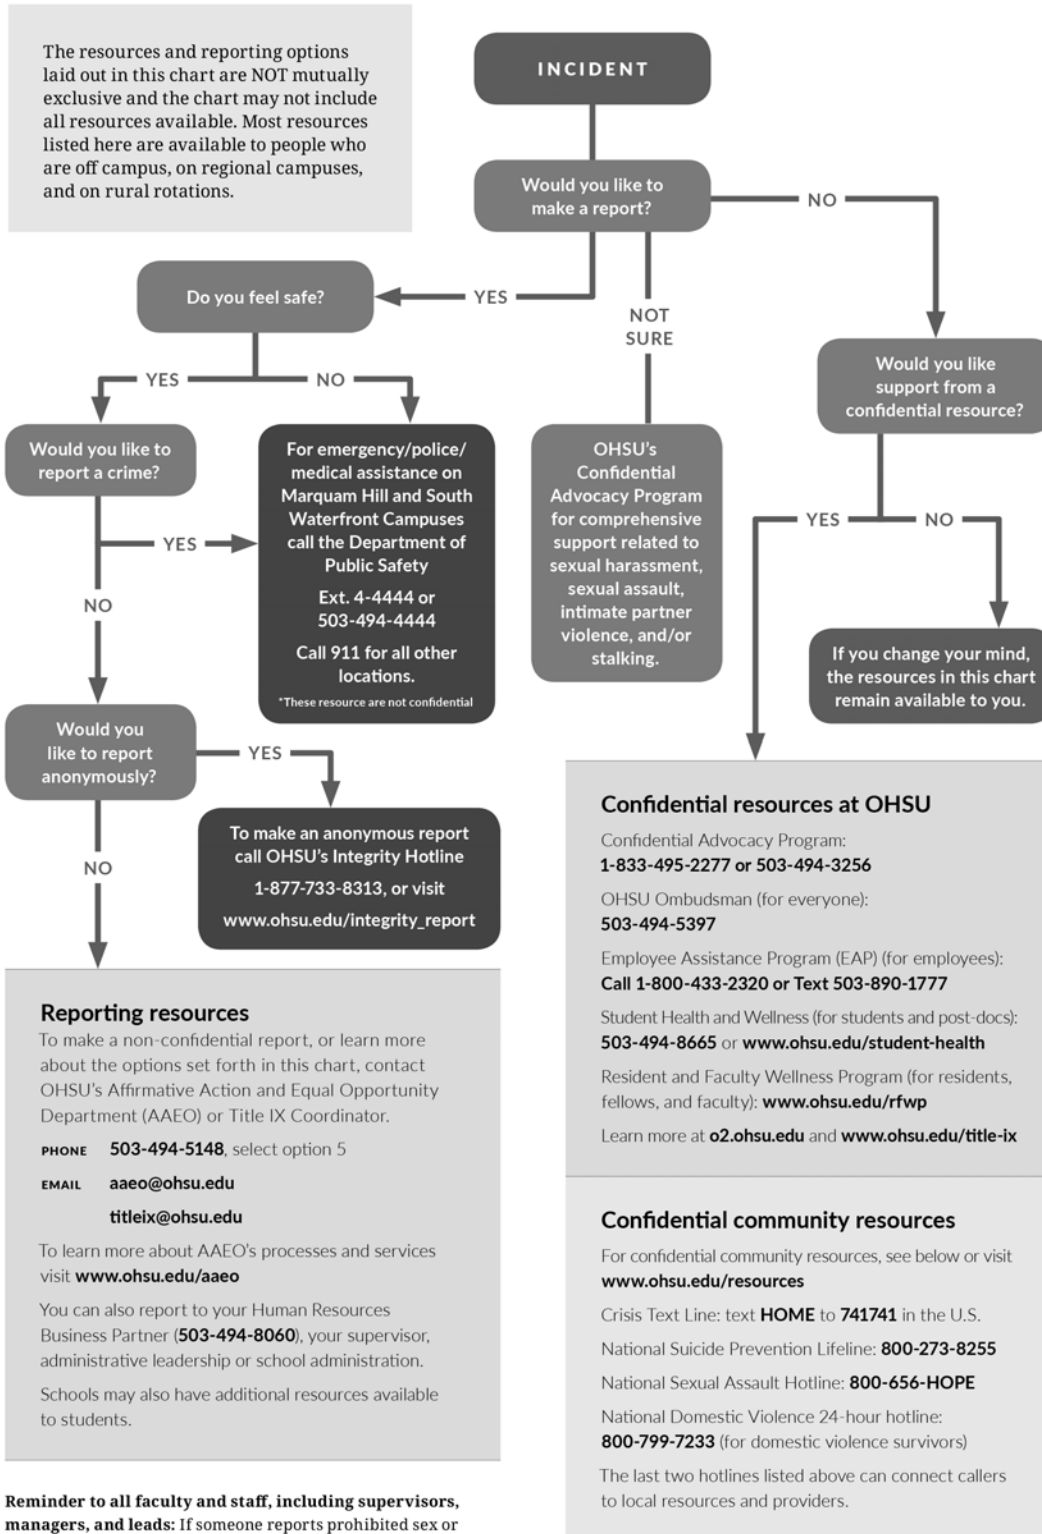 The resources and reporting options
laid out in this chart are NOT mutually
exclusive and the chart may not include
all resources available. Most resources
listed here are available to people who
are off campus, on regional campuses,
and on rural rotations.
INCIDENT
Would you like to
make a report?
NO
YES
NOT
SURE
Do you feel safe?
YES
NO
Would you like
support from a
confidential resource?
Would you like to
report a crime?
YES
NO
For emergency/police/
medical assistance on
Marquam Hill and South
Waterfront Campuses
call the Department of
Public Safety
Ext. 4-4444 or
503-494-4444
Call 911 for all other
locations.
*These resource are not confidential
OHSU's
Confidential
Advocacy Program
for comprehensive
support related to
sexual harassment,
sexual assault,
intimate partner
violence, and/or
stalking.
YES
NO
If you change your mind,
the resources in this chart
remain available to you.
Would you
like to report
anonymously?
YES
NO
To make an anonymous report
call OHSU's Integrity Hotline
1-877-733-8313, or visit
www.ohsu.edu/integrity_report
Reporting resources
To make a non-confidential report, or learn more
about the options set forth in this chart, contact
OHSU's Affirmative Action and Equal Opportunity
Department (AAEO) or Title IX Coordinator.
PHONE 503-494-5148, select option 5
EMAIL aaeo@ohsu.edu
titleix@ohsu.edu
To learn more about AAEO's processes and services
visit www.ohsu.edu/aaeo
You can also report to your Human Resources
Business Partner (503-494-8060), your supervisor,
administrative leadership or school administration.
Schools may also have additional resources available
to students.
Confidential resources at OHSU
Confidential Advocacy Program:
1-833-495-2277 or 503-494-3256
OHSU Ombudsman (for everyone):
503-494-5397
Employee Assistance Program (EAP) (for employees):
Call 1-800-433-2320 or Text 503-890-1777
Student Health and Wellness (for students and post-docs):
503-494-8665 or www.ohsu.edu/student-health
Resident and Faculty Wellness Program (for residents,
fellows, and faculty): www.ohsu.edu/rfwp
Learn more at o2.ohsu.edu and www.ohsu.edu/title-ix
Confidential community resources
For confidential community resources, see below or visit
www.ohsu.edu/resources
Crisis Text Line: text HOME to 741741 in the U.S.
National Suicide Prevention Lifeline: 800-273-8255
National Sexual Assault Hotline: 800-656-HOPE
National Domestic Violence 24-hour hotline:
800-799-7233 (for domestic violence survivors)
The last two hotlines listed above can connect callers
to local resources and providers.
Reminder to all faculty and staff, including supervisors,
managers, and leads: If someone reports prohibited sex or